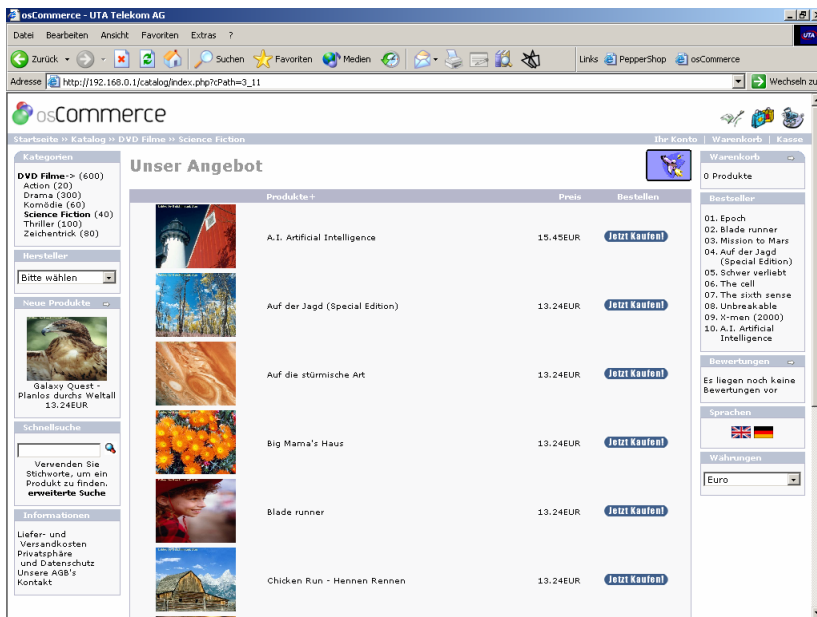 osCommerce - UTA Telekom AG
Datei Bearbeiten Ansicht Favoriten Extras ?
UTA
Zurück Suchen Favoriten Medien Links PepperShop osCommerce
Adresse http://192.168.0.1/catalog/index.php?cPath=3_11 Wechseln zu
osCommerce
Startseite » Katalog » DVD Filme » Science Fiction Ihr Konto | Warenkorb | Kasse
Kategorien
DVD Filme-> (600)
Action (20)
Drama (300)
Komödie (60)
Science Fiction (40)
Thriller (100)
Zeichentrick (80)
Hersteller
Bitte wählen
Neue Produkte
Galaxy Quest -
Planlos durchs Weltall
13.24EUR
Schnellsuche
Verwenden Sie
Stichworte, um ein
Produkt zu finden.
erweiterte Suche
Informationen
Liefer- und
Versandkosten
Privatsphäre
und Datenschutz
Unsere AGB's
Kontakt
Unser Angebot
Produkte+ Preis Bestellen
A.I. Artificial Intelligence 15.45EUR Jetzt Kaufen!
Auf der Jagd (Special Edition) 13.24EUR Jetzt Kaufen!
Auf die stürmische Art 13.24EUR Jetzt Kaufen!
Big Mama's Haus 13.24EUR Jetzt Kaufen!
Blade runner 13.24EUR Jetzt Kaufen!
Chicken Run - Hennen Rennen 13.24EUR Jetzt Kaufen!
Warenkorb
0 Produkte
Bestseller
01. Epoch
02. Blade runner
03. Mission to Mars
04. Auf der Jagd
(Special Edition)
05. Schwer verliebt
06. The cell
07. The sixth sense
08. Unbreakable
09. X-men (2000)
10. A.I. Artificial
Intelligence
Bewertungen
Es liegen noch keine
Bewertungen vor
Sprachen
Währungen
Euro